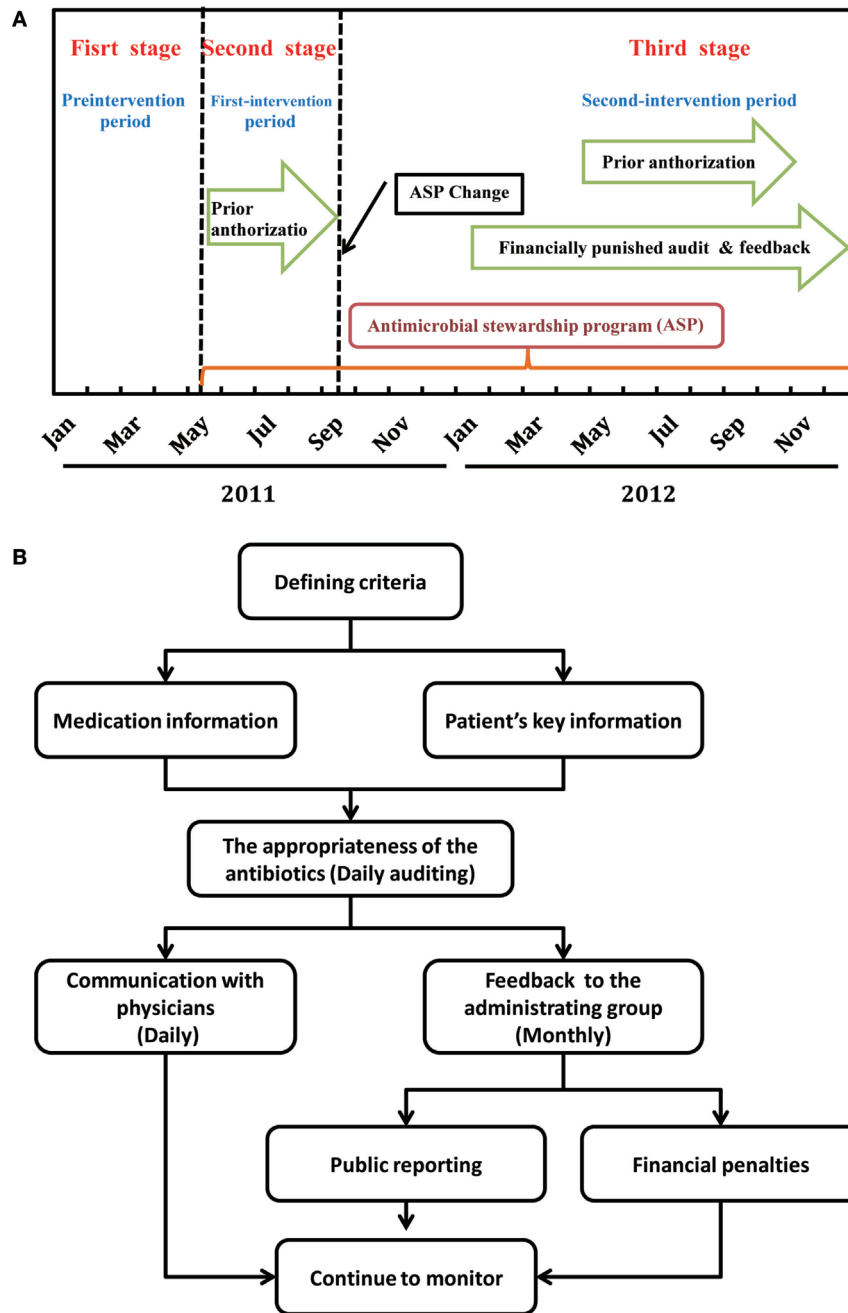 A
Fisrt stage
Second stage
Third stage
Preintervention
period
First-intervention
period
Second-intervention period
Prior
anthorizatio
ASP Change
Prior anthorization
Financially punished audit & feedback
Antimicrobial stewardship program (ASP)
Jan Mar May Jul Sep Nov Jan Mar May Jul Sep Nov
2011 2012
B
Defining criteria
Medication information
Patient's key information
The appropriateness of the
antibiotics (Daily auditing)
Communication with
physicians
(Daily)
Feedback to the
administrating group
(Monthly)
Public reporting
Financial penalties
Continue to monitor